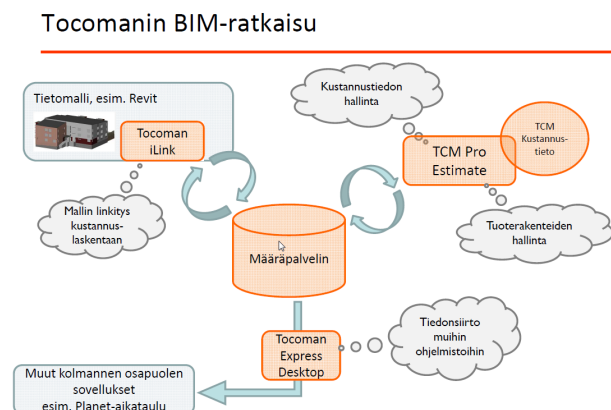 Tocomanin BIM-ratkaisu
Tietomalli, esim. Revit
Tocoman
iLink
Mallin linkitys
kustannus-
laskentaan
Kustannustiedon
hallinta
TCM Pro
Estimate
TCM
Kustannus-
tieto
Tuoterakenteiden
hallinta
Määräpalvelin
Tocoman
Express
Desktop
Tiedonsiirto
muihin
ohjelmistoihin
Muut kolmannen osapuolen
sovellukset
esim. Planet-aikataulu